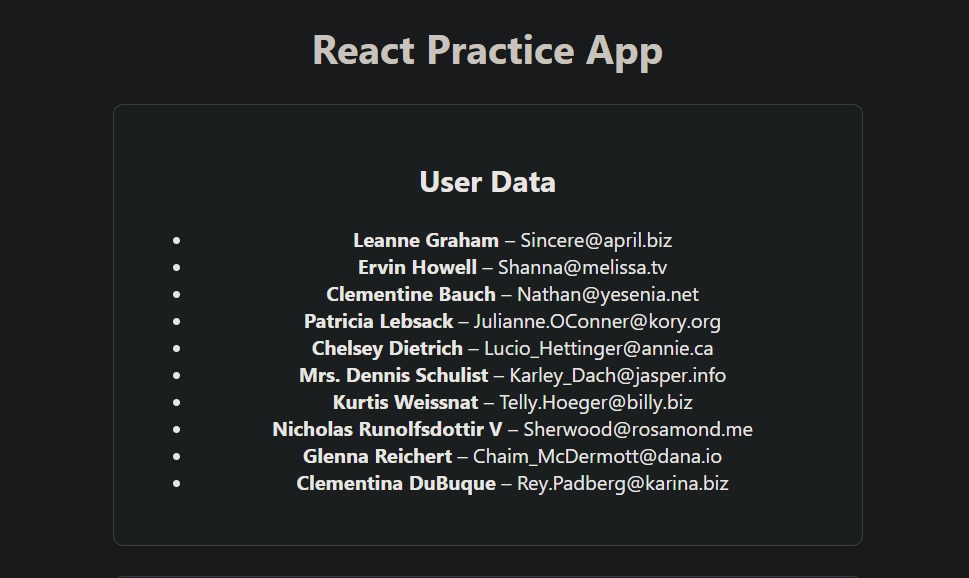 React Practice App
User Data
• Leanne Graham – Sincere@april.biz
• Ervin Howell – Shanna@melissa.tv
• Clementine Bauch – Nathan@yesenia.net
• Patricia Lebsack – Julianne.OConner@kory.org
• Chelsey Dietrich – Lucio_Hettinger@annie.ca
• Mrs. Dennis Schulist – Karley_Dach@jasper.info
• Kurtis Weissnat – Telly.Hoeger@billy.biz
• Nicholas Runolfsdottir V – Sherwood@rosamond.me
• Glenna Reichert – Chaim_McDermott@dana.io
• Clementina DuBuque – Rey.Padberg@karina.biz